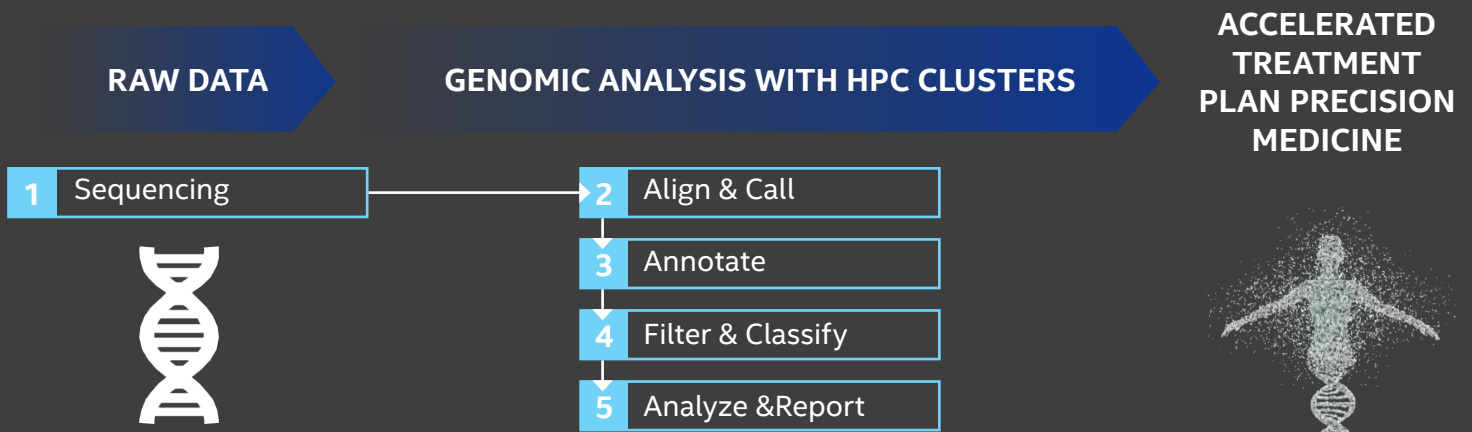 RAW DATA
GENOMIC ANALYSIS WITH HPC CLUSTERS
ACCELERATED
TREATMENT
PLAN PRECISION
MEDICINE
1 Sequencing
2 Align & Call
3 Annotate
4 Filter & Classify
5 Analyze &Report